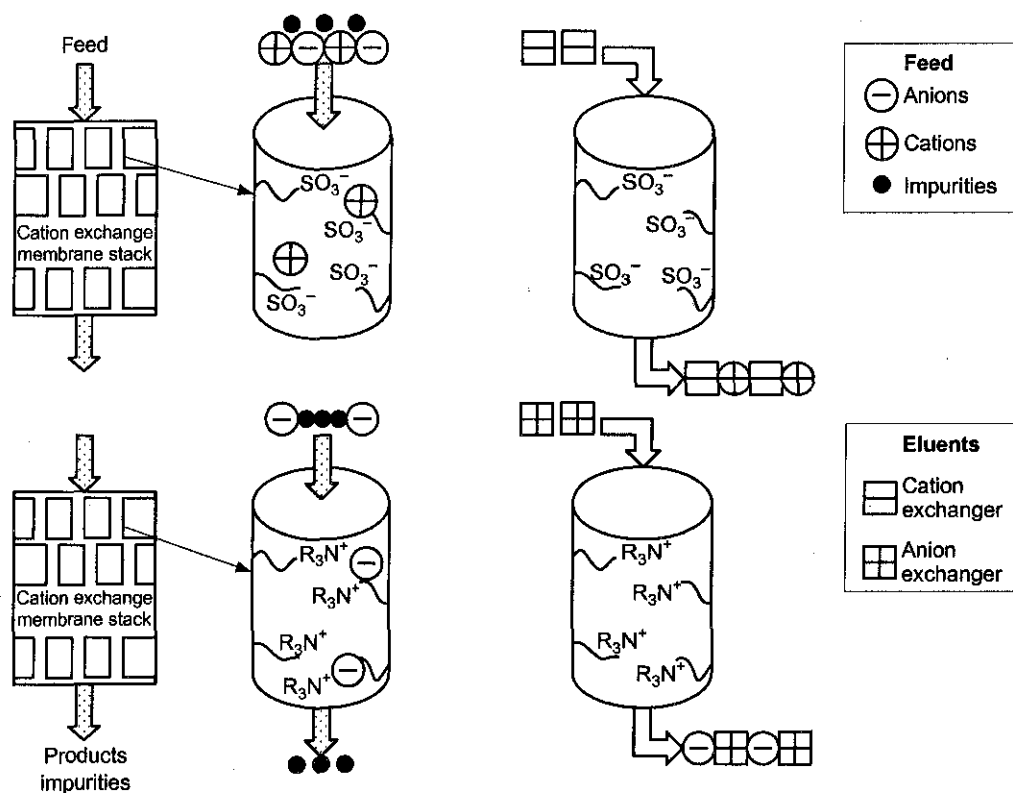 Feed
Cation exchange
membrane stack
SO₃⁻
SO₃⁻
SO₃⁻
SO₃⁻
SO₃⁻
SO₃⁻
SO₃⁻
SO₃⁻
Feed
Anions
Cations
Impurities
Cation exchange
membrane stack
Products
impurities
R₃N⁺
R₃N⁺
R₃N⁺
R₃N⁺
R₃N⁺
R₃N⁺
R₃N⁺
R₃N⁺
Eluents
Cation
exchanger
Anion
exchanger